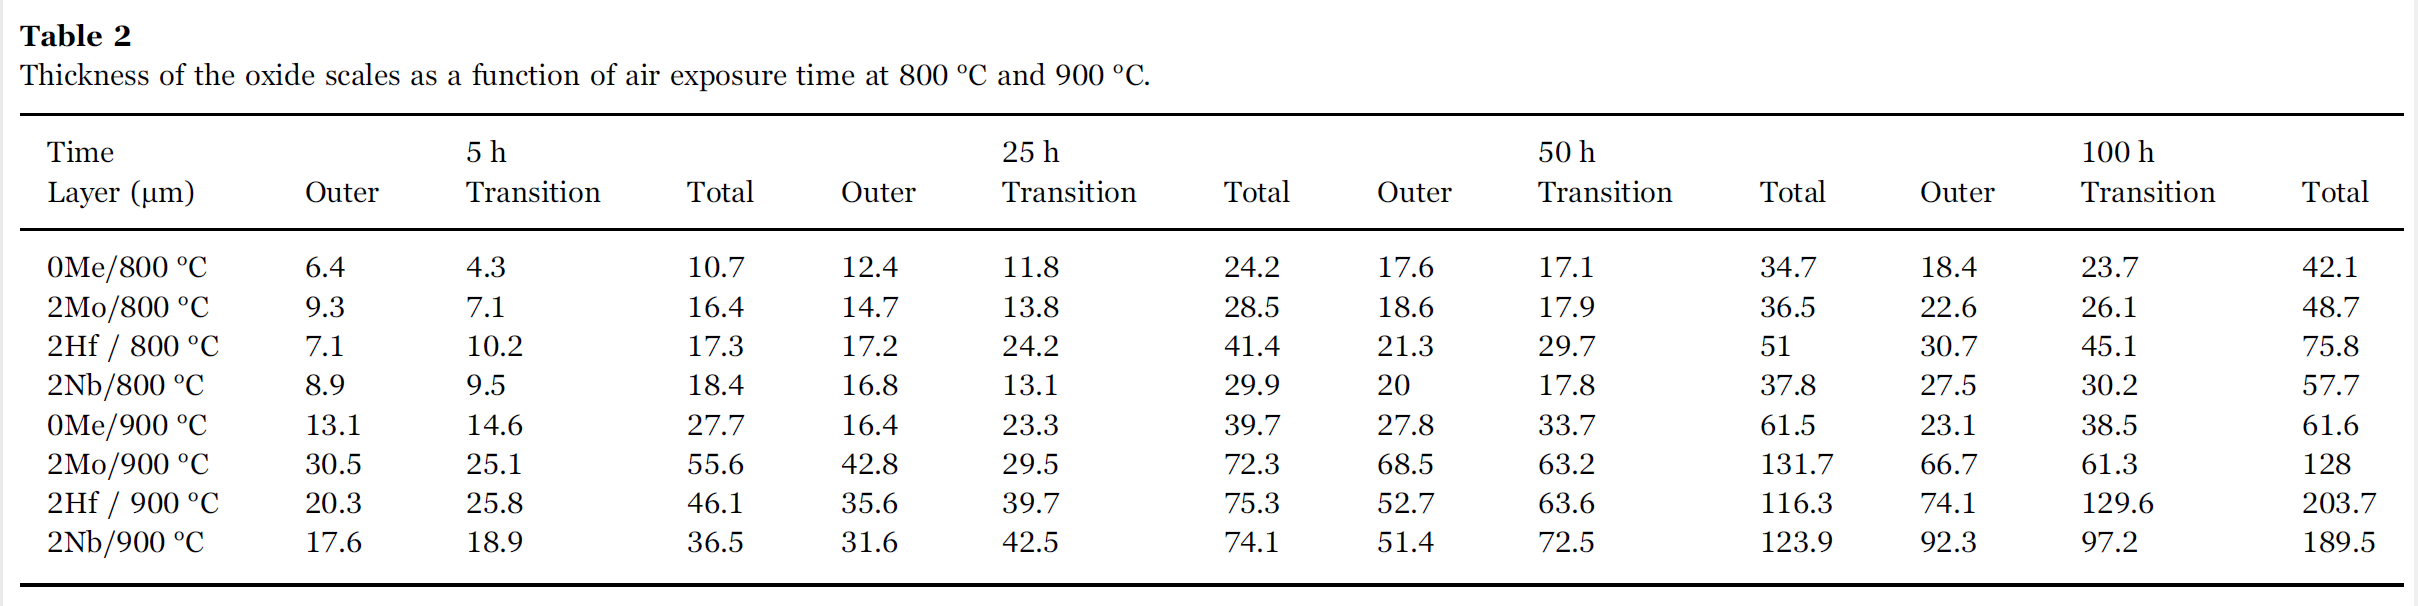 Table 2
Thickness of the oxide scales as a function of air exposure time at 800 °C and 900 °C.
Time 5 h 25 h 50 h 100 h
Layer (μm) Outer Transition Total Outer Transition Total Outer Transition Total Outer Transition Total
0Me/800 °C 6.4 4.3 10.7 12.4 11.8 24.2 17.6 17.1 34.7 18.4 23.7 42.1
2Mo/800 °C 9.3 7.1 16.4 14.7 13.8 28.5 18.6 17.9 36.5 22.6 26.1 48.7
2Hf / 800 °C 7.1 10.2 17.3 17.2 24.2 41.4 21.3 29.7 51 30.7 45.1 75.8
2Nb/800 °C 8.9 9.5 18.4 16.8 13.1 29.9 20 17.8 37.8 27.5 30.2 57.7
0Me/900 °C 13.1 14.6 27.7 16.4 23.3 39.7 27.8 33.7 61.5 23.1 38.5 61.6
2Mo/900 °C 30.5 25.1 55.6 42.8 29.5 72.3 68.5 63.2 131.7 66.7 61.3 128
2Hf / 900 °C 20.3 25.8 46.1 35.6 39.7 75.3 52.7 63.6 116.3 74.1 129.6 203.7
2Nb/900 °C 17.6 18.9 36.5 31.6 42.5 74.1 51.4 72.5 123.9 92.3 97.2 189.5